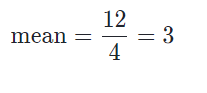 mean = 12/4 = 3